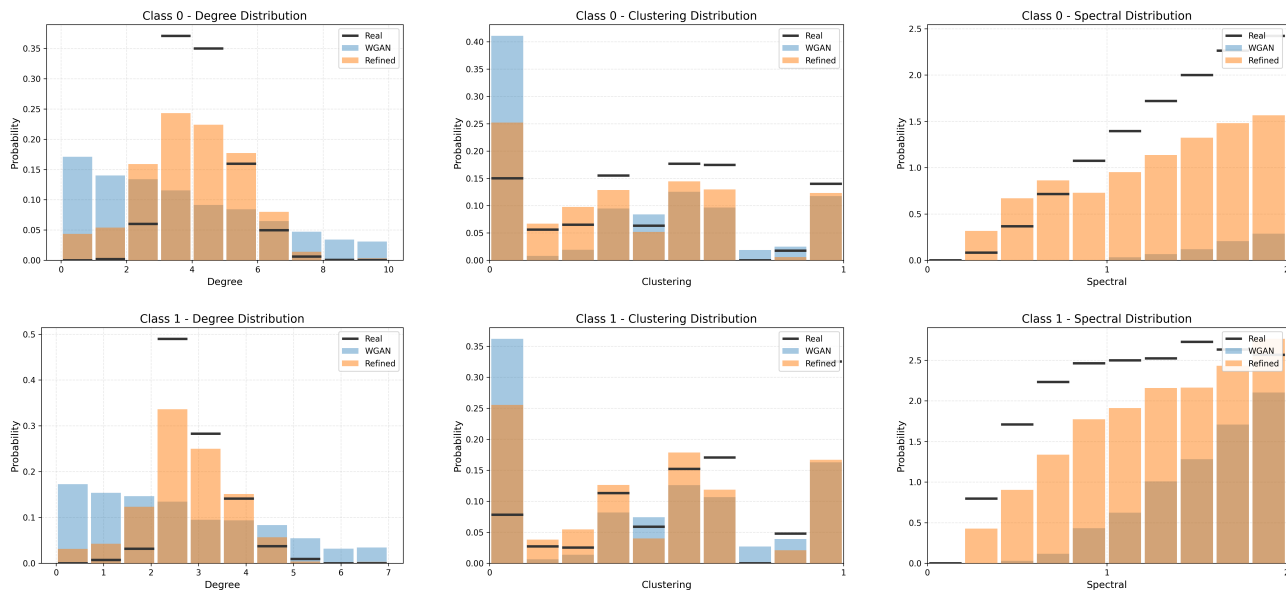 Class 0 - Degree Distribution
Probability
0.35
0.30
0.25
0.20
0.15
0.10
0.05
0.00
0 2 4 6 8 10
Degree
Real
WGAN
Refined
Class 0 - Clustering Distribution
Probability
0.40
0.35
0.30
0.25
0.20
0.15
0.10
0.05
0.00
0 1
Clustering
Real
WGAN
Refined
Class 0 - Spectral Distribution
Probability
2.5
2.0
1.5
1.0
0.5
0.0
0 1 2
Spectral
Real
WGAN
Refined
Class 1 - Degree Distribution
Probability
0.5
0.4
0.3
0.2
0.1
0.0
0 1 2 3 4 5 6 7
Degree
Real
WGAN
Refined
Class 1 - Clustering Distribution
Probability
0.35
0.30
0.25
0.20
0.15
0.10
0.05
0.00
0 1
Clustering
Real
WGAN
Refined
Class 1 - Spectral Distribution
Probability
2.5
2.0
1.5
1.0
0.5
0.0
0 1 2
Spectral
Real
WGAN
Refined